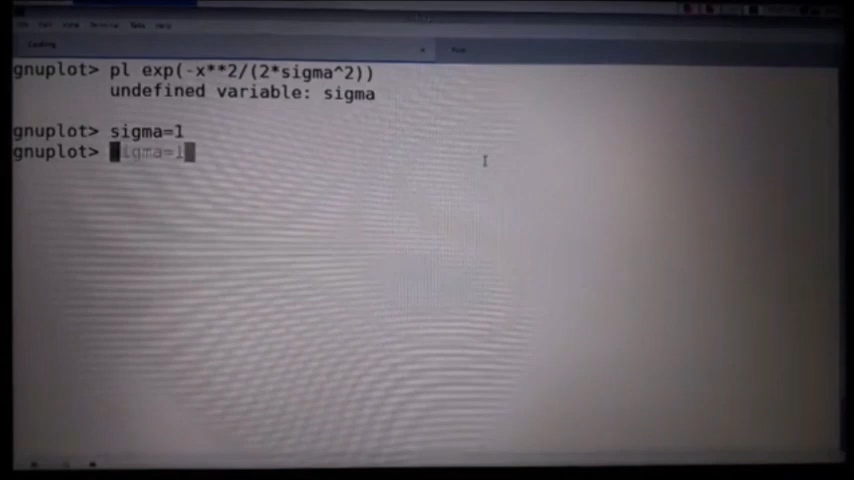 gnuplot> pl exp(-x**2/(2*sigma^2))
undefined variable: sigma
gnuplot> sigma=1
gnuplot> sigma=1